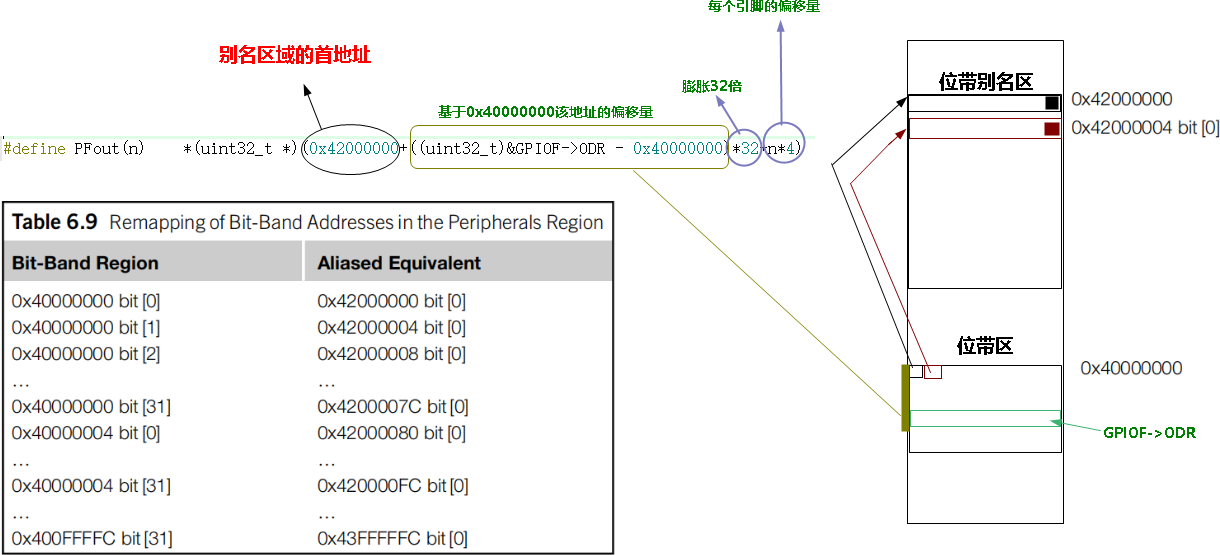 每个引脚的偏移量
别名区域的首地址
膨胀32倍
基于0x40000000该地址的偏移量
#define PFout(n) *(uint32_t *)(0x42000000+((uint32_t)&GPIOF->ODR - 0x40000000)*32+n*4)
Table 6.9 Remapping of Bit-Band Addresses in the Peripherals Region
Bit-Band Region Aliased Equivalent
0x40000000 bit [0] 0x42000000 bit [0]
0x40000000 bit [1] 0x42000004 bit [0]
0x40000000 bit [2] 0x42000008 bit [0]
... ...
0x40000000 bit [31] 0x4200007C bit [0]
0x40000004 bit [0] 0x42000080 bit [0]
... ...
0x40000004 bit [31] 0x420000FC bit [0]
... ...
0x400FFFFC bit [31] 0x43FFFFFC bit [0]
位带别名区
0x42000000
0x42000004 bit [0]
位带区
0x40000000
GPIOF->ODR